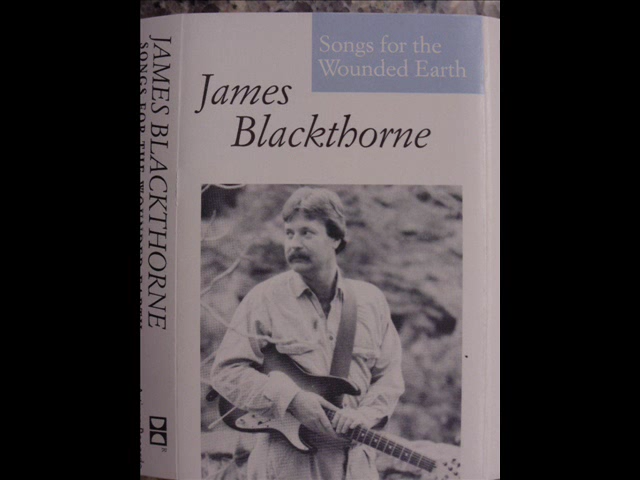 Songs for the
Wounded Earth
James
Blackthorne
JAMES BLACKTHORNE
SONGS FOR THE WOUNDED EARTH